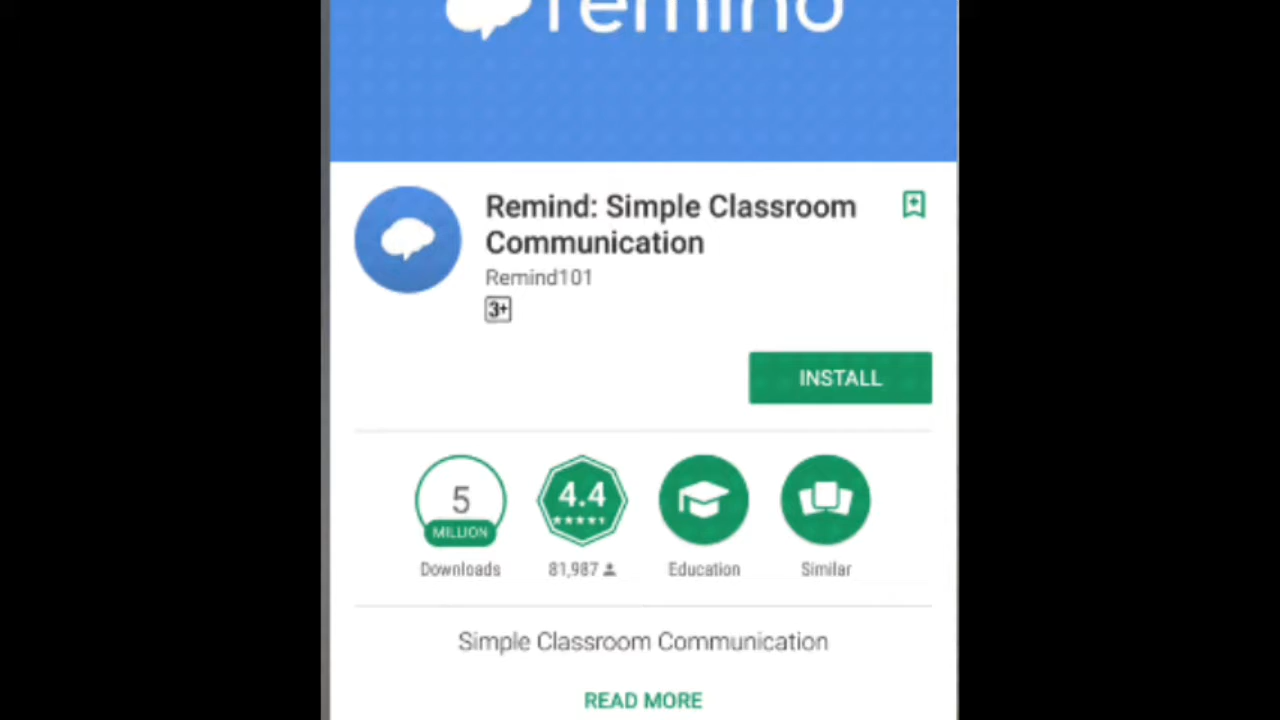 remind
Remind: Simple Classroom
Communication
Remind101
3+
INSTALL
5
MILLION
4.4
Downloads
81,987
Education
Similar
Simple Classroom Communication
READ MORE